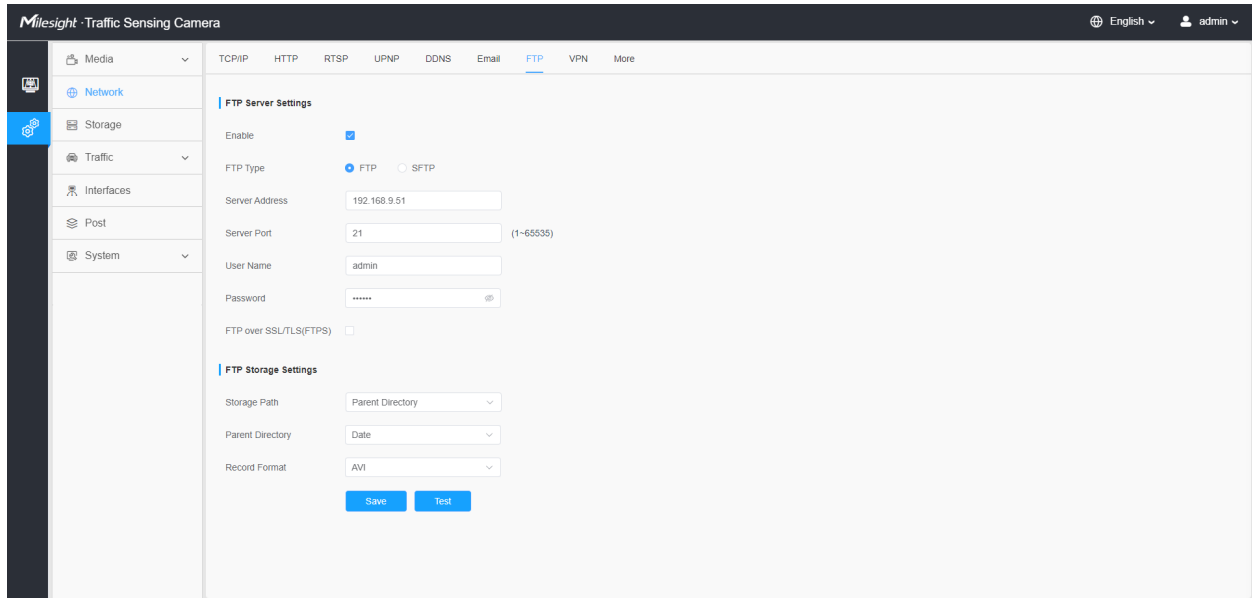 Milesight · Traffic Sensing Camera
English
admin
Media
Network
Storage
Traffic
Interfaces
Post
System
TCP/IP HTTP RTSP UPNP DDNS Email FTP VPN More
FTP Server Settings
Enable
FTP Type FTP SFTP
Server Address 192.168.9.51
Server Port 21 (1~65535)
User Name admin
Password ••••••
FTP over SSL/TLS(FTPS)
FTP Storage Settings
Storage Path Parent Directory
Parent Directory Date
Record Format AVI
Save Test